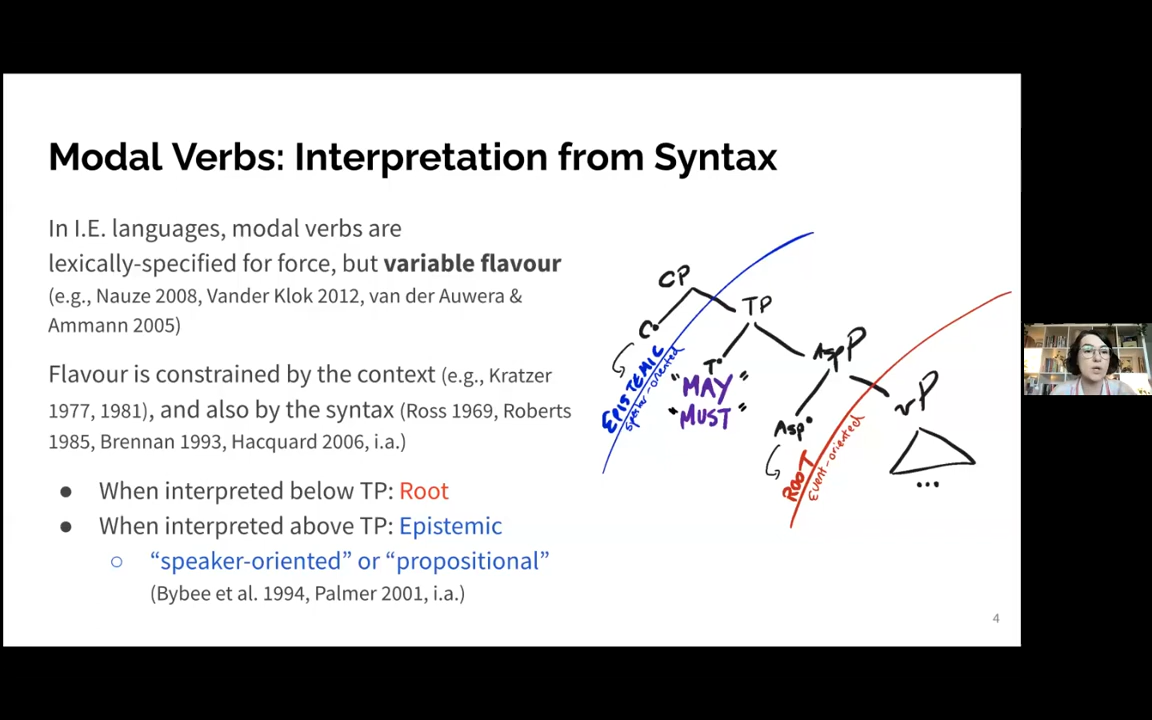 Modal Verbs: Interpretation from Syntax
In I.E. languages, modal verbs are
lexically-specified for force, but variable flavour
(e.g., Nauze 2008, Vander Klok 2012, van der Auwera &
Ammann 2005)
Flavour is constrained by the context (e.g., Kratzer
1977, 1981), and also by the syntax (Ross 1969, Roberts
1985, Brennan 1993, Hacquard 2006, i.a.)
● When interpreted below TP: Root
● When interpreted above TP: Epistemic
○ “speaker-oriented” or “propositional”
(Bybee et al. 1994, Palmer 2001, i.a.)
CP
C°
TP
T°
"MAY"
"MUST"
AspP
Asp°
vP
...
EPISTEMIC
Speaker-oriented
ROOT
Event-oriented
4